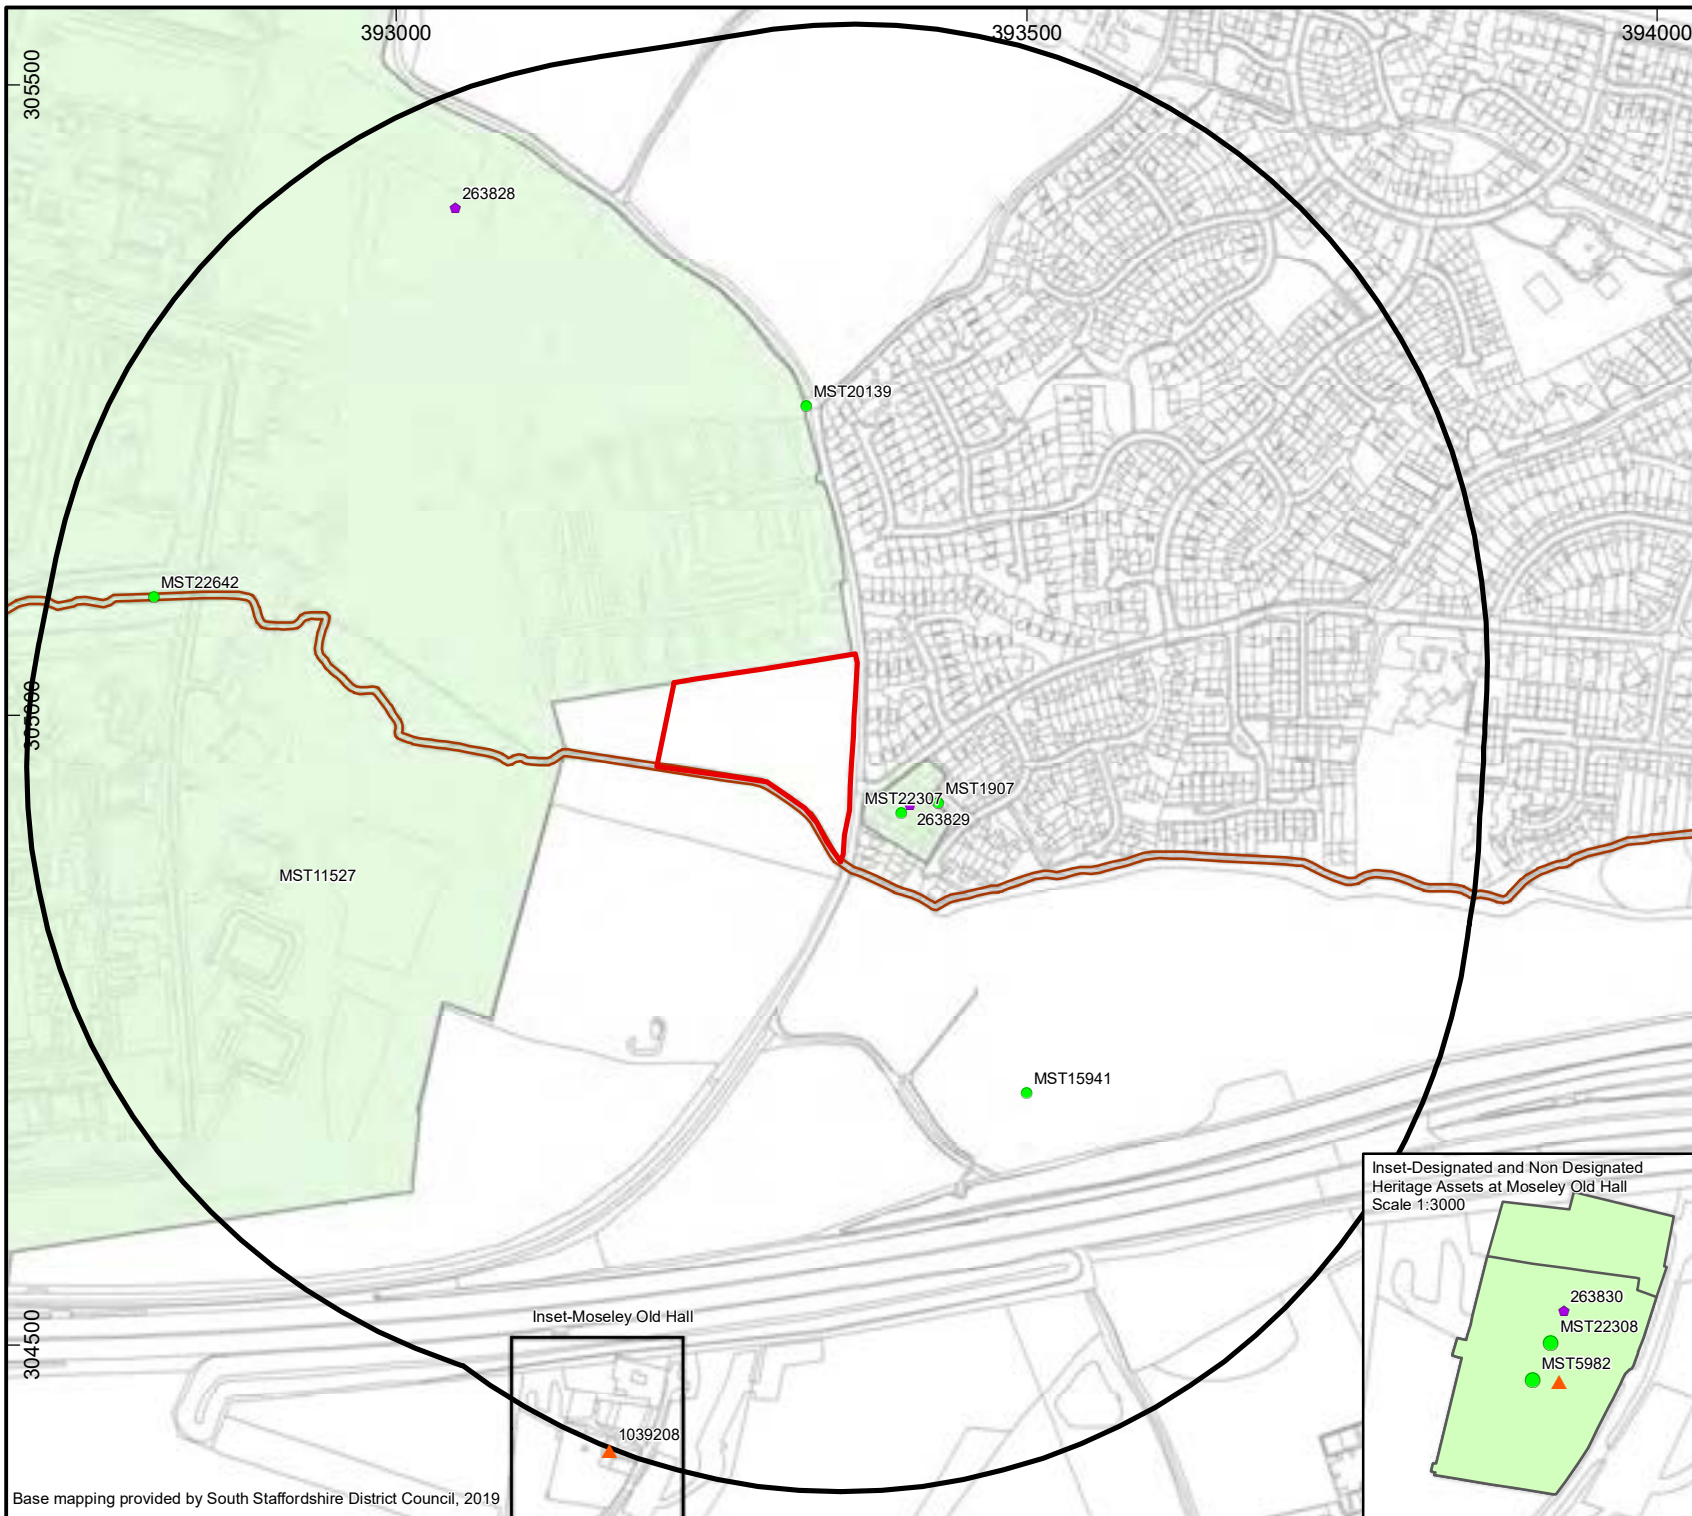 393000
393500
394000
305500
263828
MST20139
MST22642
305000
MST1907
MST22307
263829
MST11527
MST15941
Inset-Designated and Non Designated
Heritage Assets at Moseley Old Hall
Scale 1:3000
263830
MST22308
MST5982
Inset-Moseley Old Hall
304500
1039208
Base mapping provided by South Staffordshire District Council, 2019